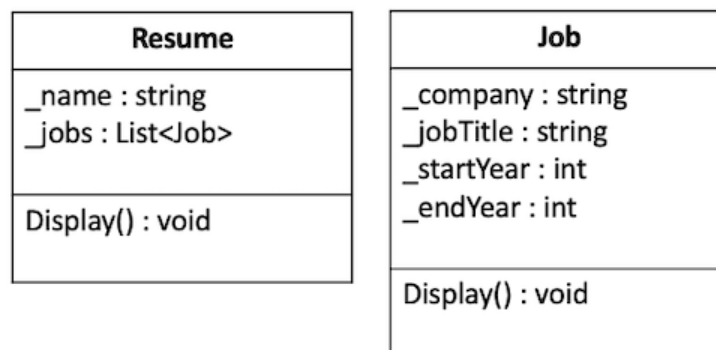 Resume
_name : string
_jobs : List<Job>
Display() : void
Job
_company : string
_jobTitle : string
_startYear : int
_endYear : int
Display() : void